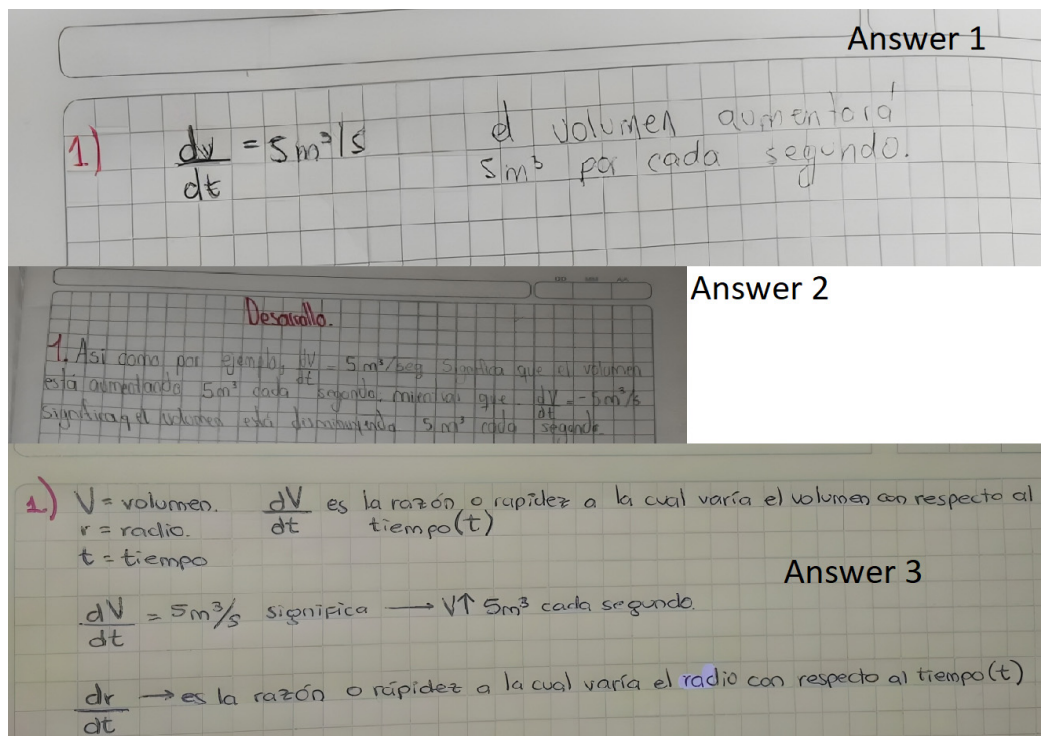 Answer 1
1) dv/dt = 5m³/s el volumen aumentará
5m³ por cada segundo.
Answer 2
Desarrollo.
1. Así como por ejemplo, dV/dt = 5 m³/seg significa que el volumen
está aumentando 5m³ cada segundo, mientras que dV/dt = -5m³/s
significa q el volumen está disminuyendo 5 m³ cada segundo
1.) V = volumen. dV/dt es la razón o rapidez a la cual varía el volumen con respecto al
r = radio. tiempo(t)
t = tiempo
Answer 3
dV/dt = 5m³/s significa → V↑ 5m³ cada segundo.
dr/dt → es la razón o rápidez a la cual varía el radio con respecto al tiempo(t)